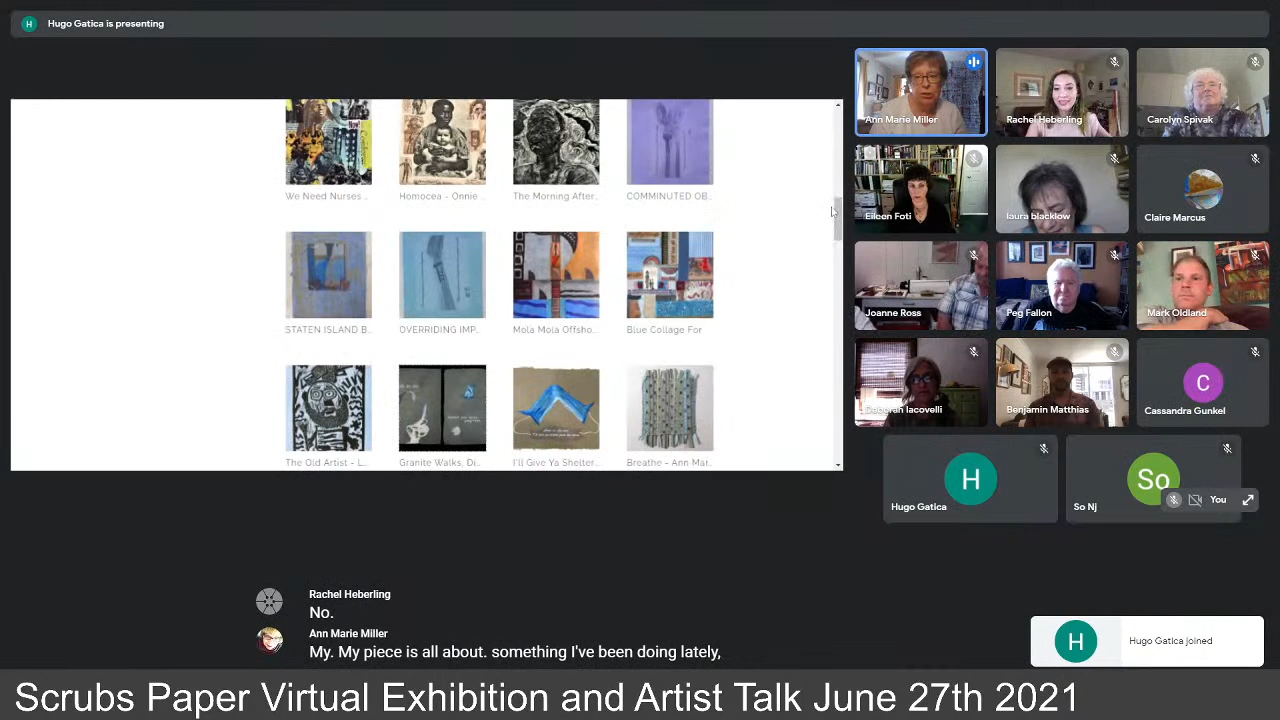 H
Hugo Gatica is presenting
We Need Nurses ..
Homocea - Onnie ..
The Morning After..
COMMINUTED OB..
STATEN ISLAND B..
OVERRIDING IMP..
Mola Mola Offsho..
Blue Collage For
The Old Artist - L..
Granite Walks, Di...
I'll Give Ya Shelter...
Breathe - Ann Mar...
Ann Marie Miller
Rachel Heberling
Carolyn Spivak
Eileen Foti
laura blacklow
Claire Marcus
Joanne Ross
Peg Fallon
Mark Oldland
Deborah Iacovelli
Benjamin Matthias
C
Cassandra Gunkel
H
Hugo Gatica
So
So Nj
You
Rachel Heberling
No.
Ann Marie Miller
My. My piece is all about. something I've been doing lately,
H
Hugo Gatica joined
Scrubs Paper Virtual Exhibition and Artist Talk June 27th 2021